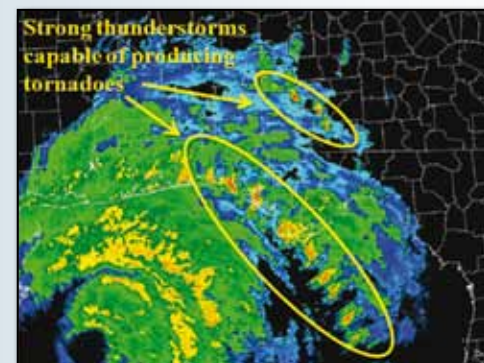 Strong thunderstorms
capable of producing
tornadoes